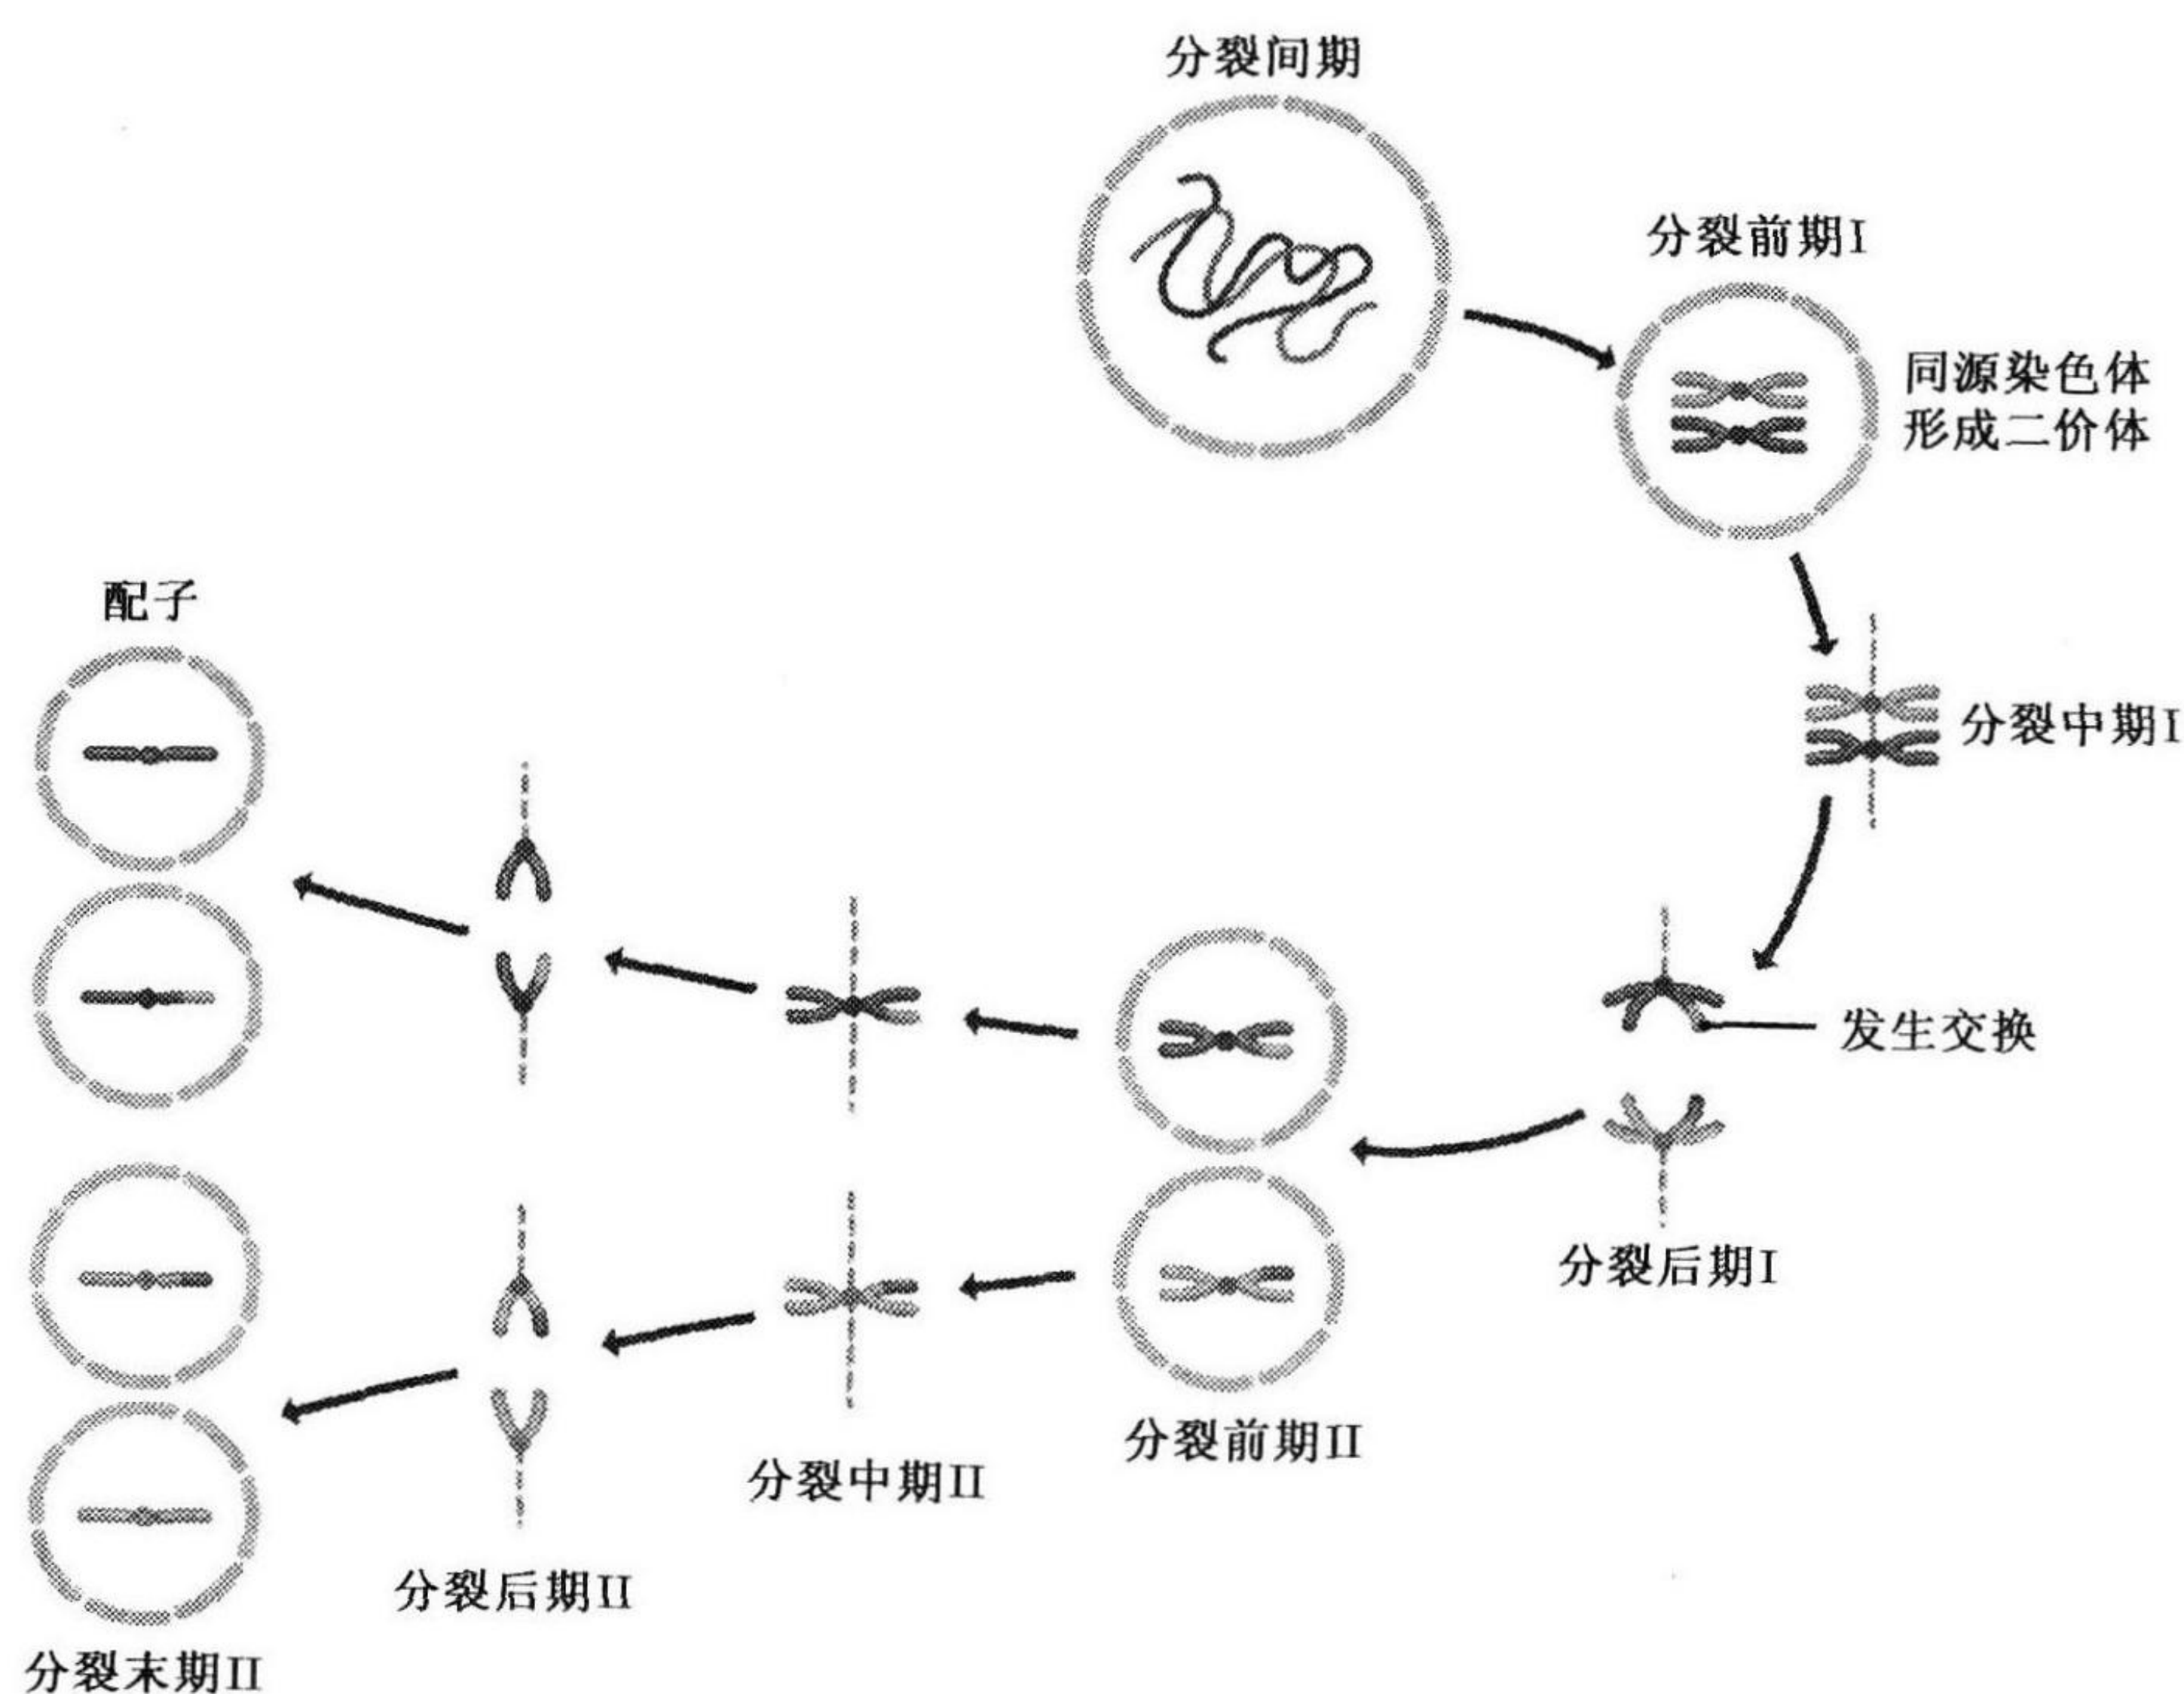 分裂间期
分裂前期I
同源染色体
形成二价体
分裂中期I
发生交换
分裂后期I
分裂前期II
分裂中期II
分裂后期II
配子
分裂末期II